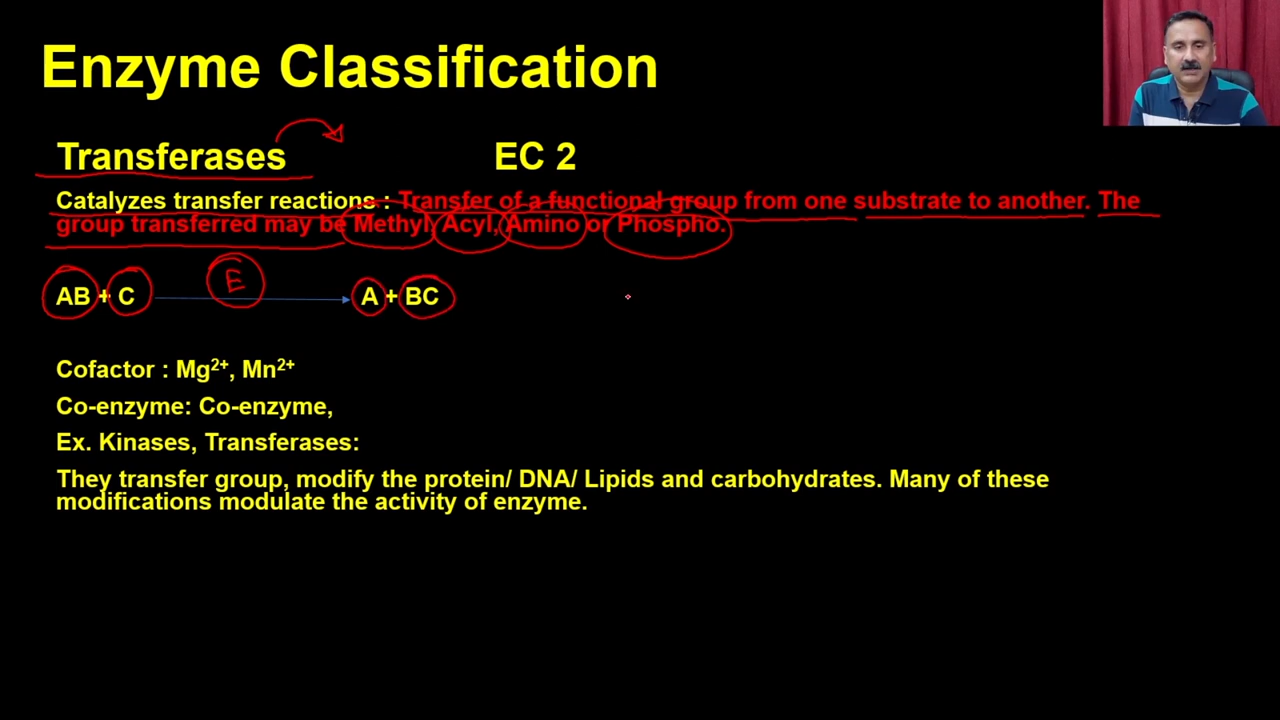 Enzyme Classification
Transferases EC 2
Catalyzes transfer reactions : Transfer of a functional group from one substrate to another. The
group transferred may be Methyl, Acyl, Amino or Phospho.
E
AB + C A + BC
Cofactor : Mg²⁺, Mn²⁺
Co-enzyme: Co-enzyme,
Ex. Kinases, Transferases:
They transfer group, modify the protein/ DNA/ Lipids and carbohydrates. Many of these
modifications modulate the activity of enzyme.